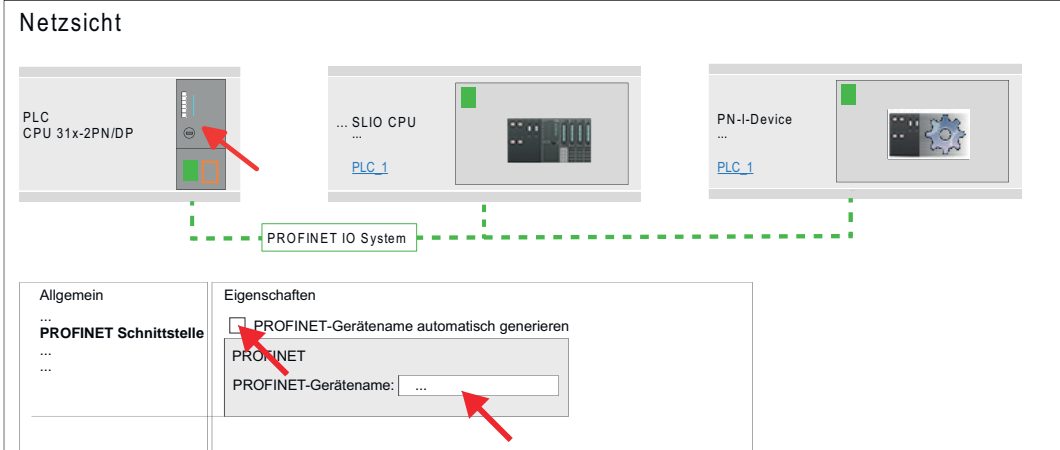 Netzsicht
PLC
CPU 31x-2PN/DP
... SLIO CPU
...
PLC_1
PN-I-Device
...
PLC_1
PROFINET IO System
Allgemein
...
PROFINET Schnittstelle
...
...
Eigenschaften
PROFINET-Gerätename automatisch generieren
PROFINET
PROFINET-Gerätename:
...